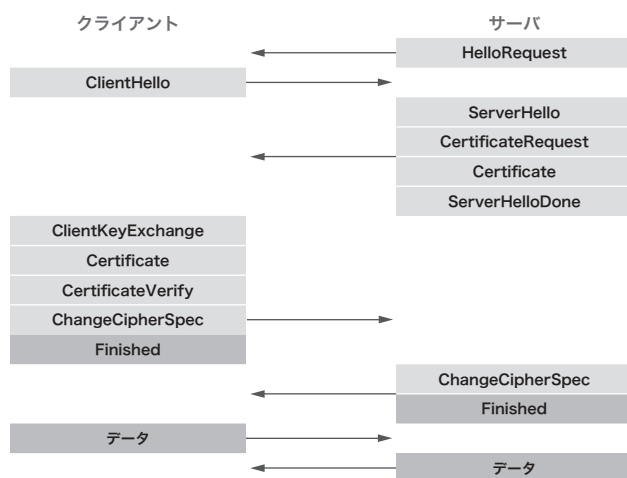 クライアント
サーバ
HelloRequest
ClientHello
ServerHello
CertificateRequest
Certificate
ServerHelloDone
ClientKeyExchange
Certificate
CertificateVerify
ChangeCipherSpec
Finished
ChangeCipherSpec
Finished
データ
データ